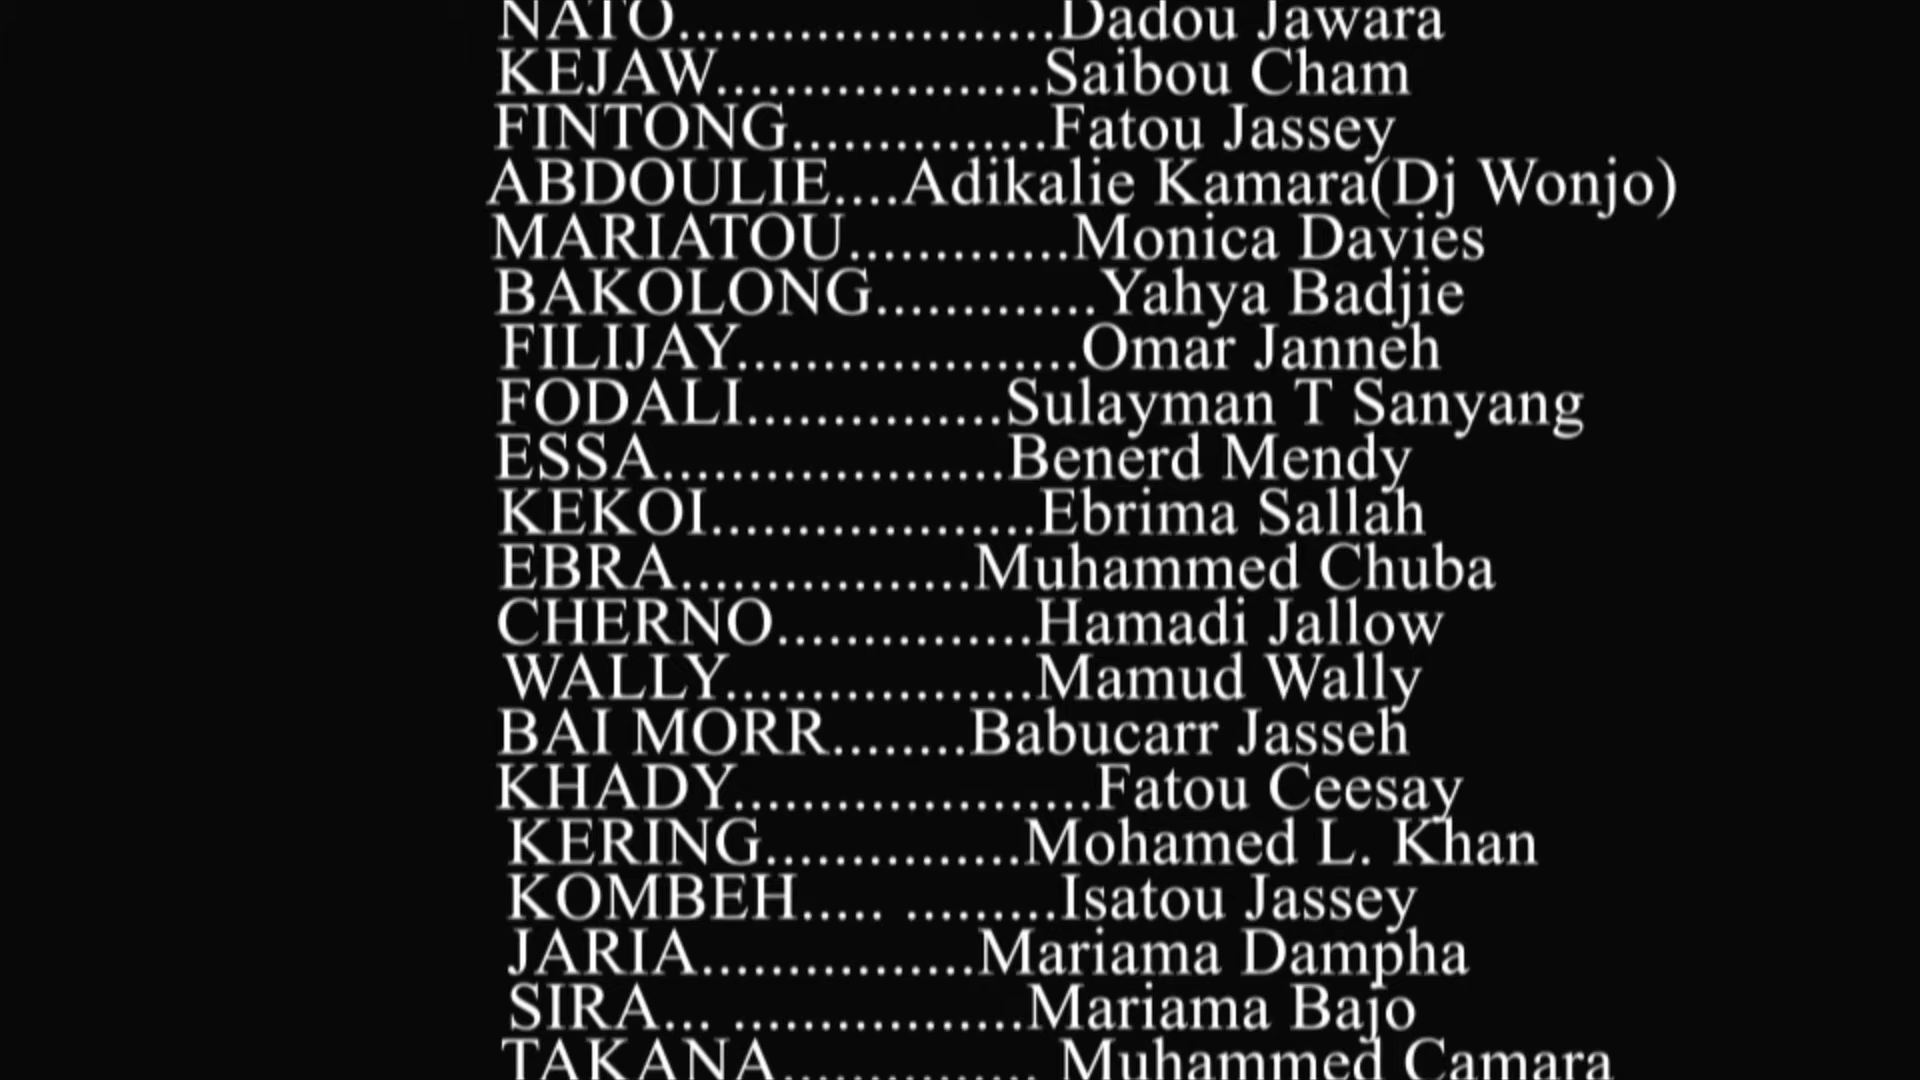 NATO......................Dadou Jawara
KEJAW...................Saibou Cham
FINTONG...............Fatou Jassey
ABDOULIE....Adikalie Kamara(Dj Wonjo)
MARIATOU.............Monica Davies
BAKOLONG.............Yahya Badjie
FILIJAY....................Omar Janneh
FODALI...............Sulayman T Sanyang
ESSA....................Benerd Mendy
KEKOI...................Ebrima Sallah
EBRA.................Muhammed Chuba
CHERNO...............Hamadi Jallow
WALLY..................Mamud Wally
BAI MORR........Babucarr Jasseh
KHADY.....................Fatou Ceesay
KERING...............Mohamed L. Khan
KOMBEH..... .........Isatou Jassey
JARIA................Mariama Dampha
SIRA... .................Mariama Bajo
TAKANA............... Muhammed Camara